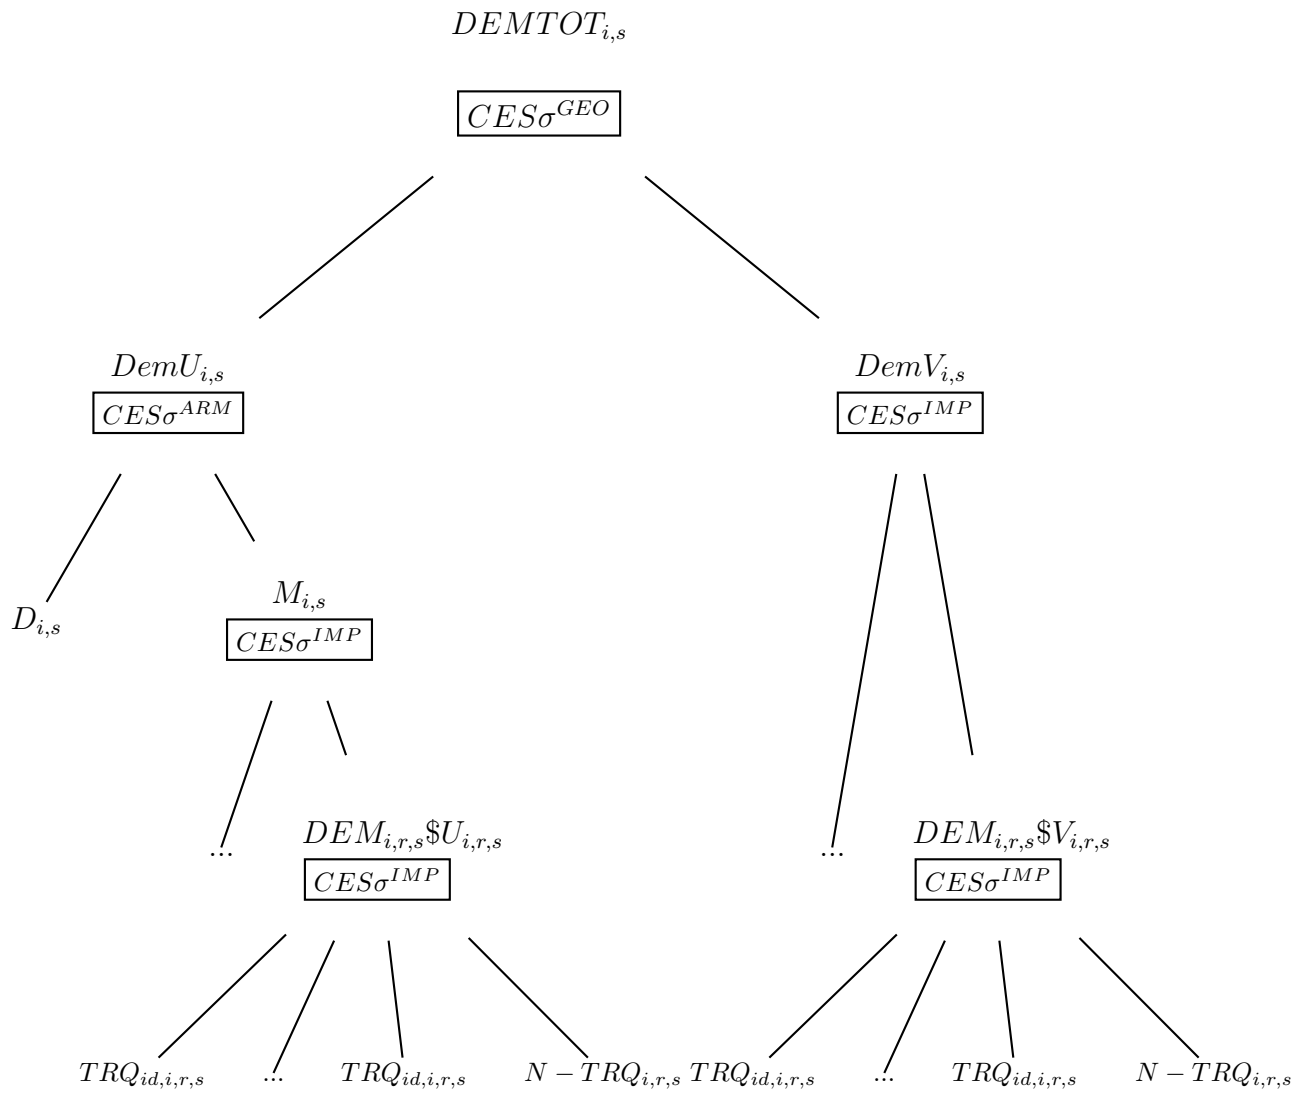 DEMTOT_{i,s}
CESσ^{GEO}
DemU_{i,s} DemV_{i,s}
CESσ^{ARM} CESσ^{IMP}
M_{i,s}
D_{i,s}
CESσ^{IMP}
DEM_{i,r,s}$U_{i,r,s} DEM_{i,r,s}$V_{i,r,s}
... ...
CESσ^{IMP} CESσ^{IMP}
TRQ_{id,i,r,s} ... TRQ_{id,i,r,s} N − TRQ_{i,r,s} TRQ_{id,i,r,s} ... TRQ_{id,i,r,s} N − TRQ_{i,r,s}